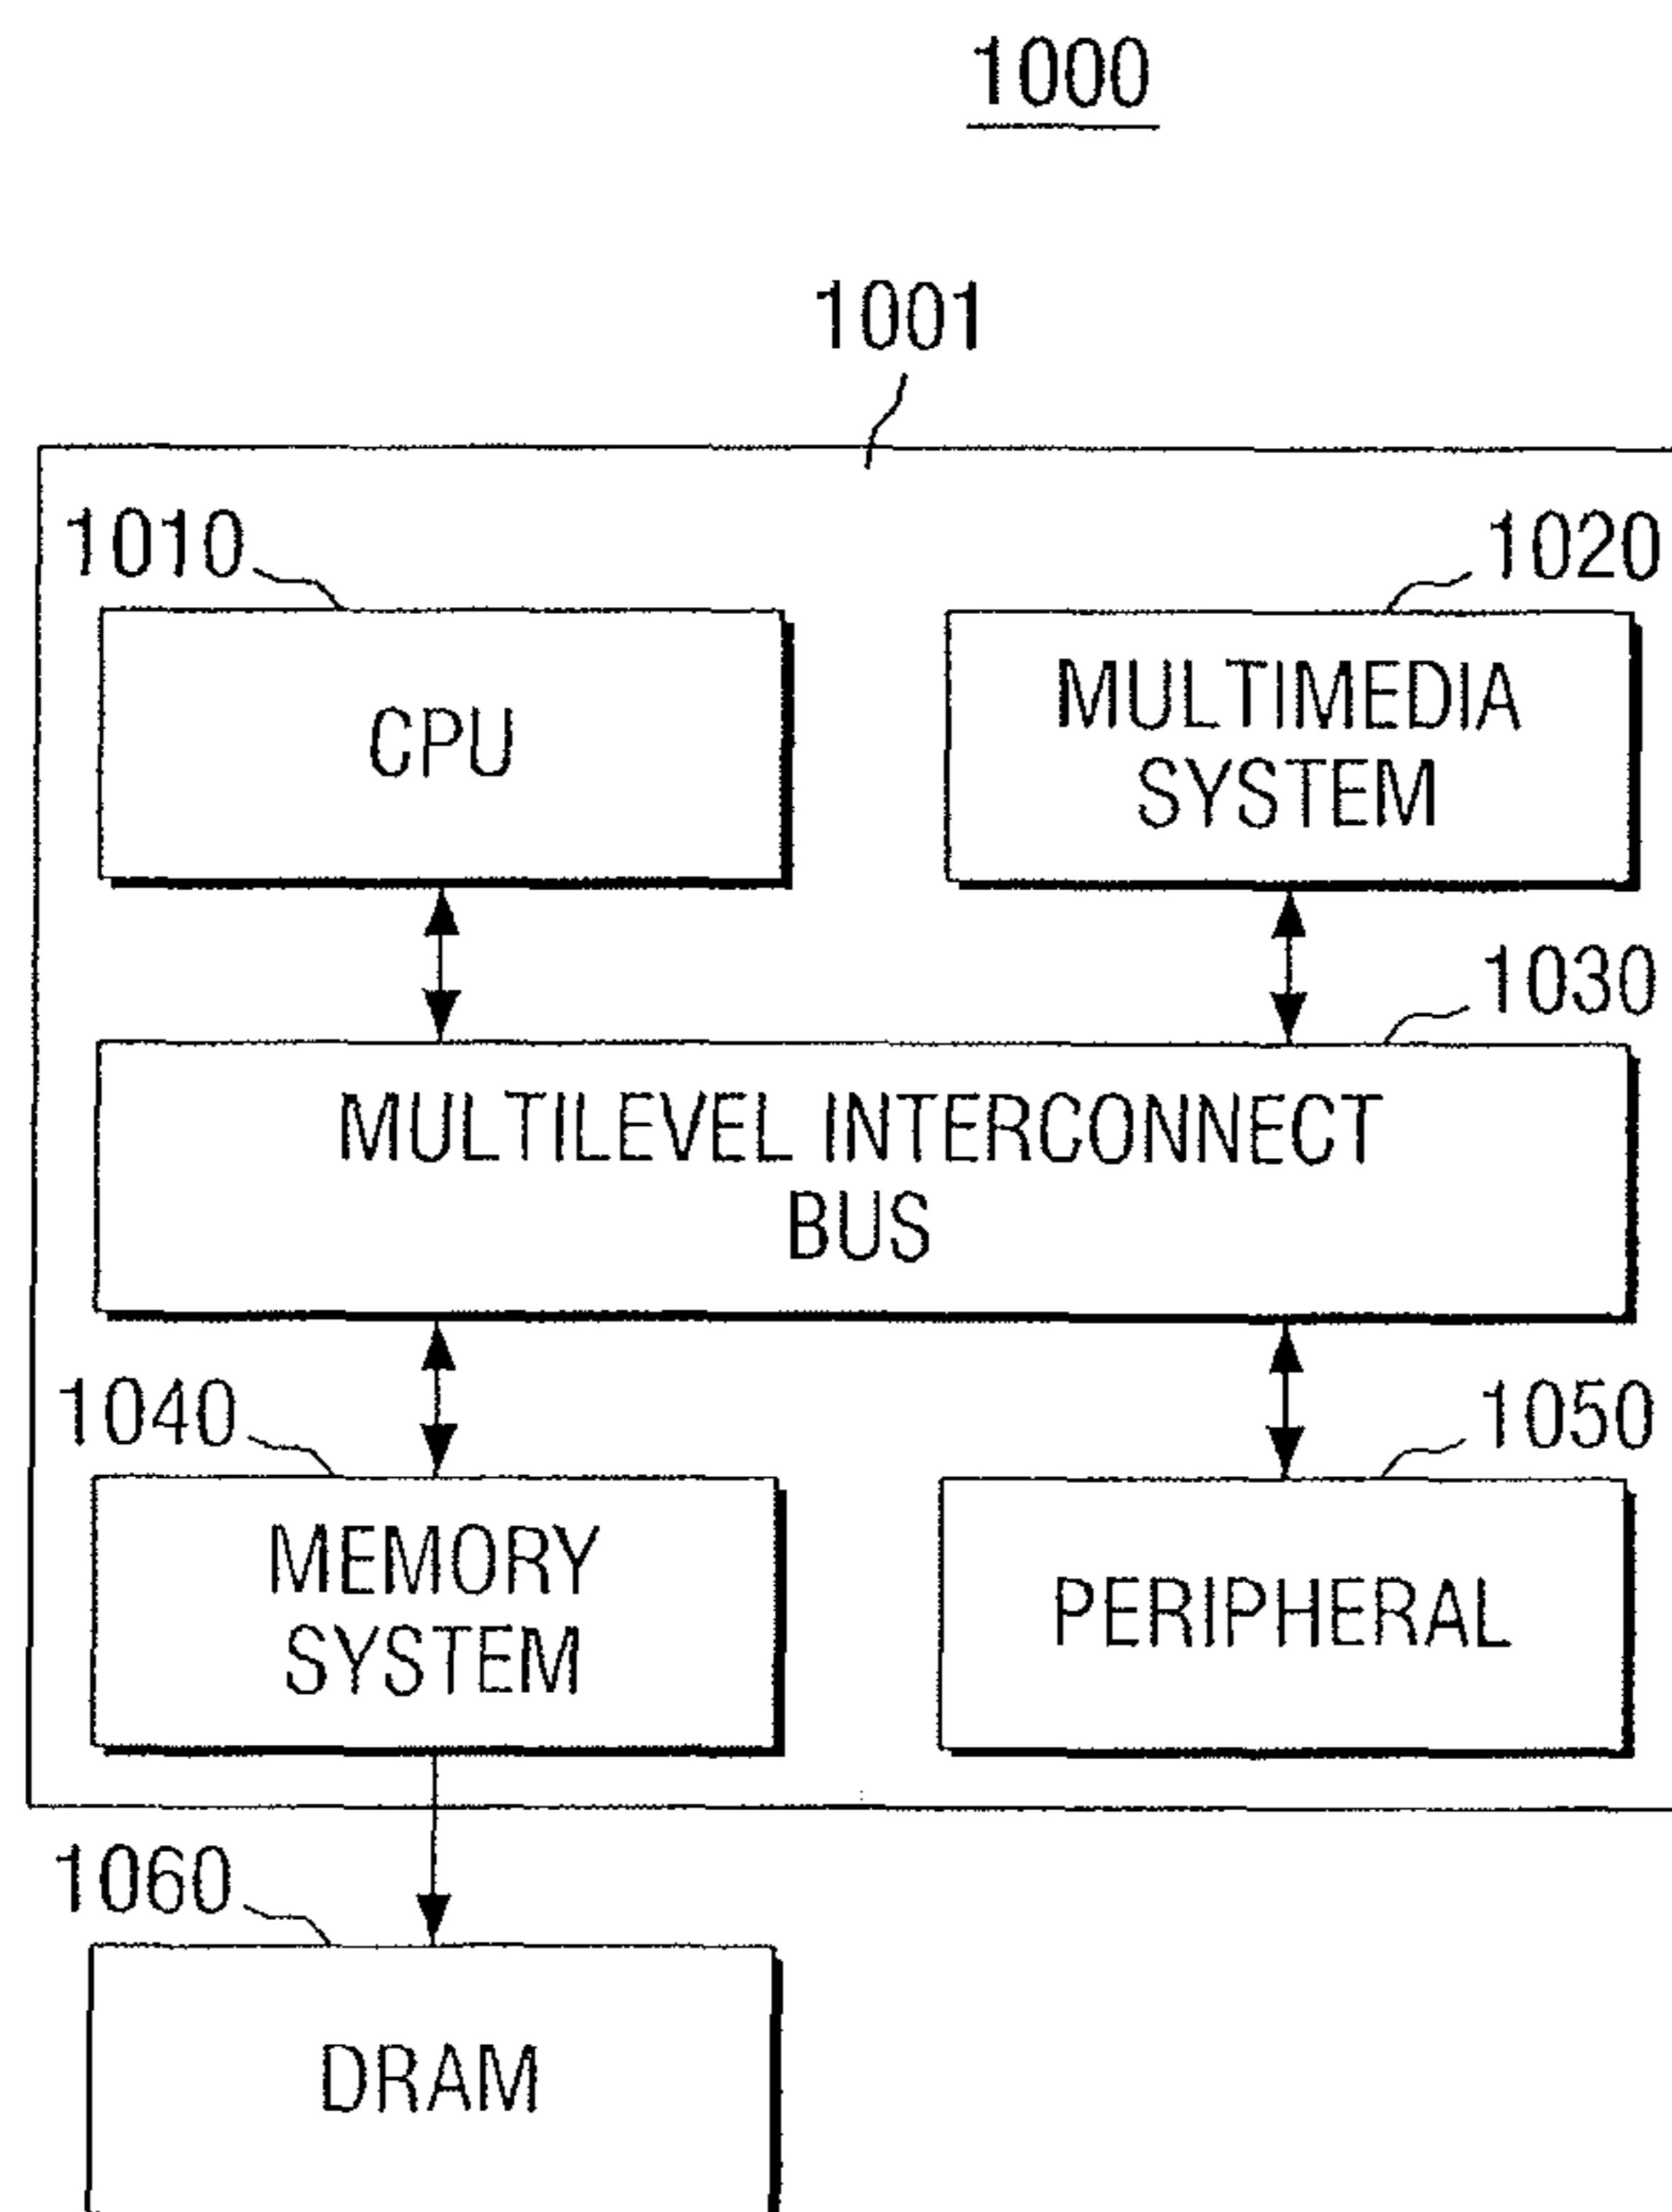 1000
1001
1010
1020
CPU
MULTIMEDIA
SYSTEM
1030
MULTILEVEL INTERCONNECT
BUS
1040
1050
MEMORY
SYSTEM
PERIPHERAL
1060
DRAM